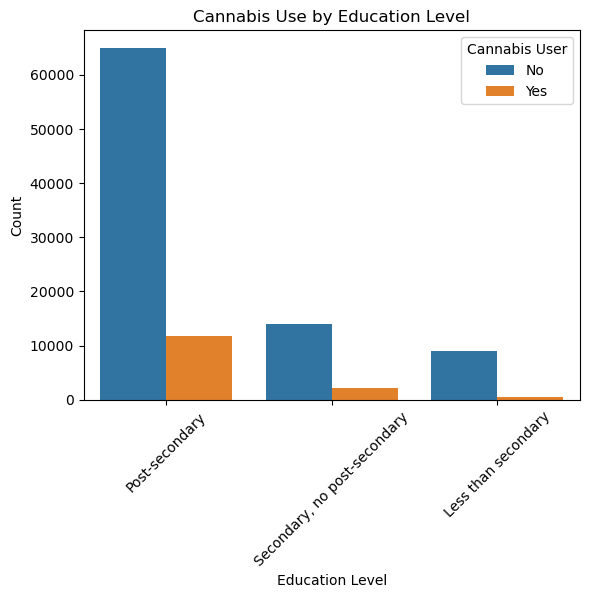 Cannabis Use by Education Level
Cannabis User
No
Yes
60000
50000
40000
30000
20000
10000
0
Count
Post-secondary
Secondary, no post-secondary
Less than secondary
Education Level